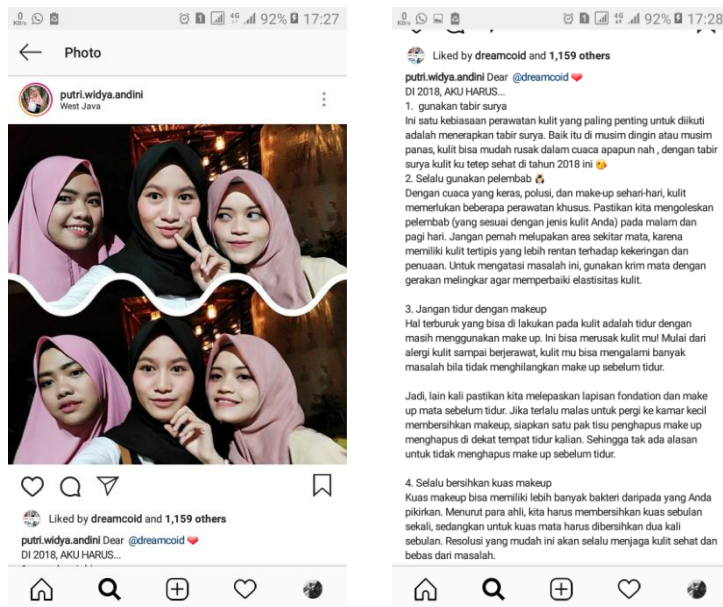 0
KB/s
4G
92%
17:27
Photo
putri.widya.andini
West Java
Liked by dreamcoid and 1,159 others
putri.widya.andini Dear @dreamcoid
DI 2018, AKU HARUS...
0
KB/s
4G
92%
17:28
Liked by dreamcoid and 1,159 others
putri.widya.andini Dear @dreamcoid
DI 2018, AKU HARUS...
1. gunakan tabir surya
Ini satu kebiasaan perawatan kulit yang paling penting untuk diikuti
adalah menerapkan tabir surya. Baik itu di musim dingin atau musim
panas, kulit bisa mudah rusak dalam cuaca apapun nah , dengan tabir
surya kulit ku tetep sehat di tahun 2018 ini
2. Selalu gunakan pelembab
Dengan cuaca yang keras, polusi, dan make-up sehari-hari, kulit
memerlukan beberapa perawatan khusus. Pastikan kita mengoleskan
pelembab (yang sesuai dengan jenis kulit Anda) pada malam dan
pagi hari. Jangan pernah melupakan area sekitar mata, karena
memiliki kulit tertipis yang lebih rentan terhadap kekeringan dan
penuaan. Untuk mengatasi masalah ini, gunakan krim mata dengan
gerakan melingkar agar memperbaiki elastisitas kulit.
3. Jangan tidur dengan makeup
Hal terburuk yang bisa di lakukan pada kulit adalah tidur dengan
masih menggunakan make up. Ini bisa merusak kulit mu! Mulai dari
alergi kulit sampai berjerawat, kulit mu bisa mengalami banyak
masalah bila tidak menghilangkan make up sebelum tidur.
Jadi, lain kali pastikan kita melepaskan lapisan fondation dan make
up mata sebelum tidur. Jika terlalu malas untuk pergi ke kamar kecil
membersihkan makeup, siapkan satu pak tisu penghapus make up
menghapus di dekat tempat tidur kalian. Sehingga tak ada alasan
untuk tidak menghapus make up sebelum tidur.
4. Selalu bersihkan kuas makeup
Kuas makeup bisa memiliki lebih banyak bakteri daripada yang Anda
pikirkan. Menurut para ahli, kita harus membersihkan kuas sebulan
sekali, sedangkan untuk kuas mata harus dibersihkan dua kali
sebulan. Resolusi yang mudah ini akan selalu menjaga kulit sehat dan
bebas dari masalah.